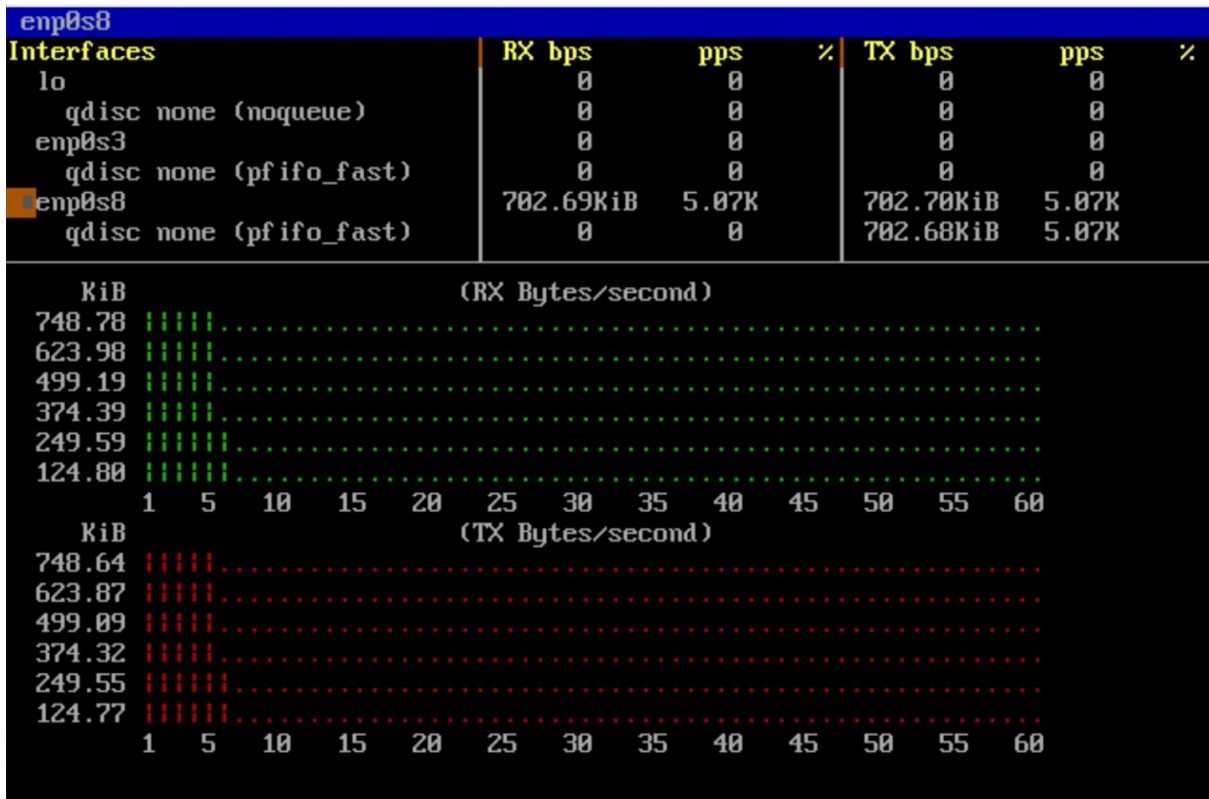 enp0s8
Interfaces RX bps pps % TX bps pps %
lo 0 0 0 0
qdisc none (noqueue) 0 0 0 0
enp0s3 0 0 0 0
qdisc none (pfifo_fast) 0 0 0 0
enp0s8 702.69KiB 5.07K 702.70KiB 5.07K
qdisc none (pfifo_fast) 0 0 702.68KiB 5.07K
KiB (RX Bytes/second)
748.78
623.98
499.19
374.39
249.59
124.80
1 5 10 15 20 25 30 35 40 45 50 55 60
KiB (TX Bytes/second)
748.64
623.87
499.09
374.32
249.55
124.77
1 5 10 15 20 25 30 35 40 45 50 55 60